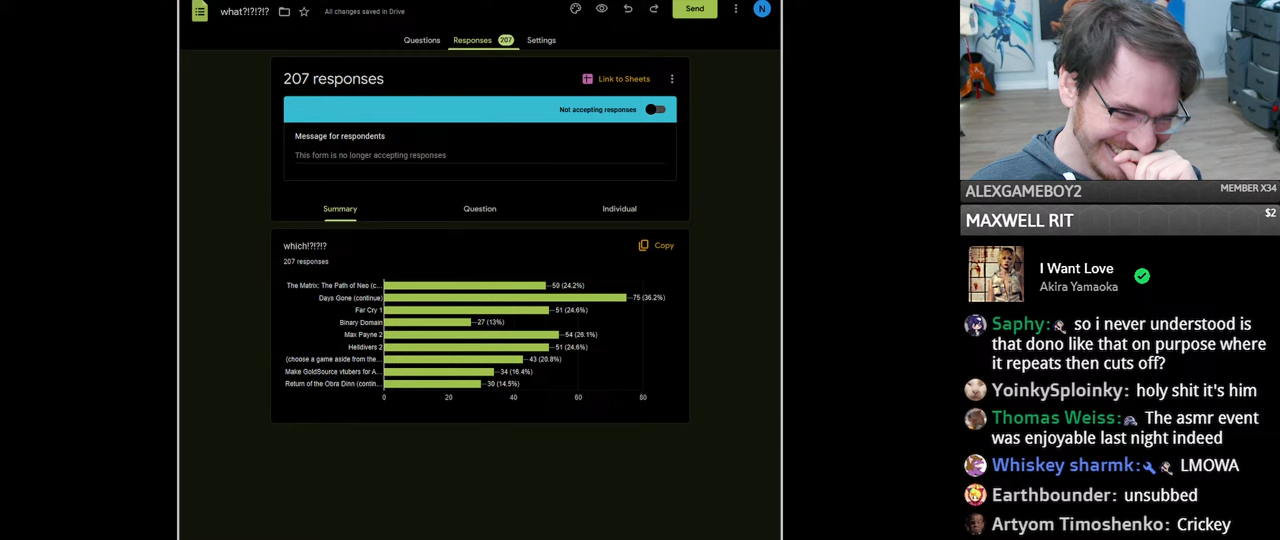 what?!?!?!?
All changes saved in Drive
Send
N
Questions
Responses 207
Settings
207 responses
Link to Sheets
Not accepting responses
Message for respondents
This form is no longer accepting responses
Summary
Question
Individual
which!?!?!?
Copy
207 responses
The Matrix: The Path of Neo (c...
50 (24.2%)
Days Gone (continue)
75 (36.2%)
Far Cry 1
51 (24.6%)
Binary Domain
27 (13%)
Max Payne 2
54 (26.1%)
Helldivers 2
51 (24.6%)
(choose a game aside from the...
43 (20.8%)
Make GoldSource vtubers for A...
34 (16.4%)
Return of the Obra Dinn (contin...
30 (14.5%)
0 20 40 60 80
ALEXGAMEBOY2
MEMBER X34
MAXWELL RIT
$2
I Want Love
Akira Yamaoka
Saphy: so i never understood is
that dono like that on purpose where
it repeats then cuts off?
YoinkySploinky: holy shit it's him
Thomas Weiss: The asmr event
was enjoyable last night indeed
Whiskey sharmk: LMOWA
Earthbounder: unsubbed
Artyom Timoshenko: Crickey